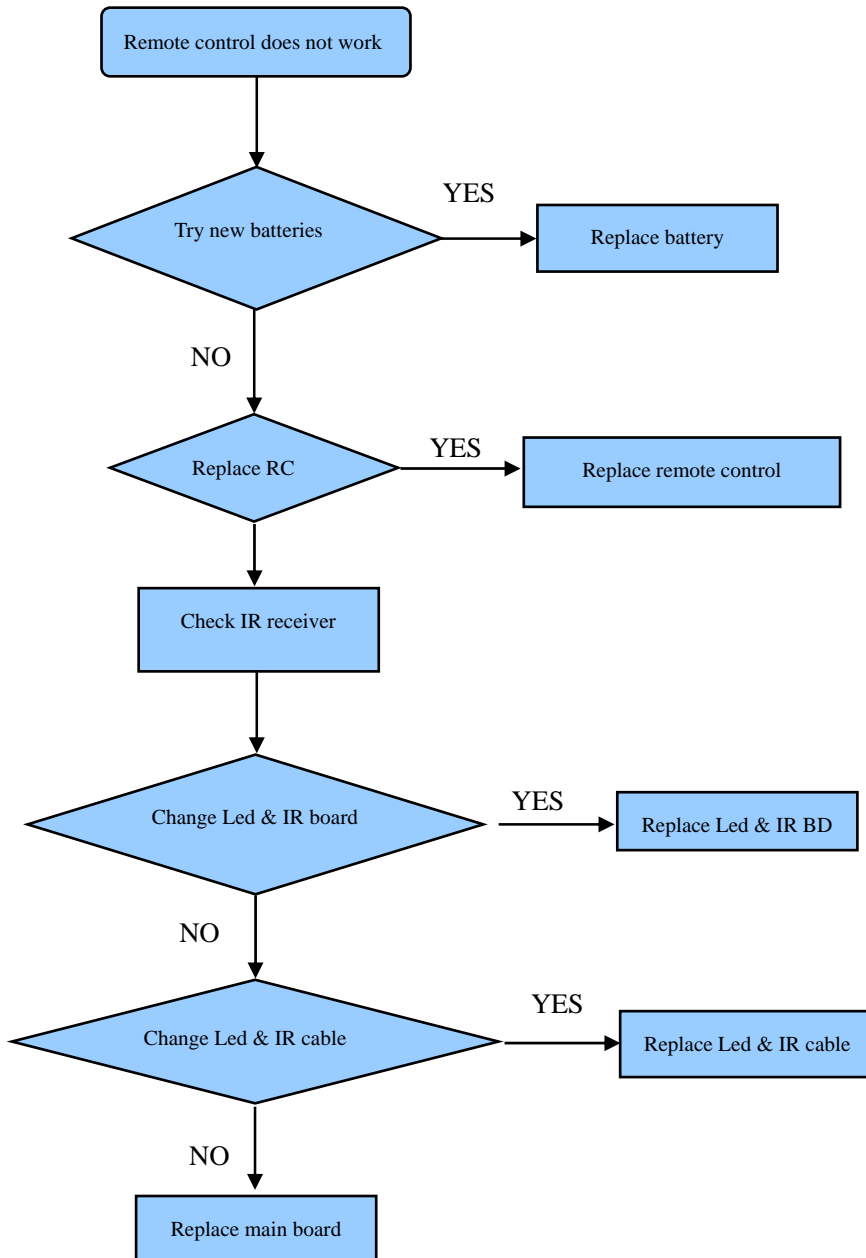 Remote control does not work
YES
Try new batteries
Replace battery
NO
YES
Replace RC
Replace remote control
Check IR receiver
YES
Change Led & IR board
Replace Led & IR BD
NO
YES
Change Led & IR cable
Replace Led & IR cable
NO
Replace main board